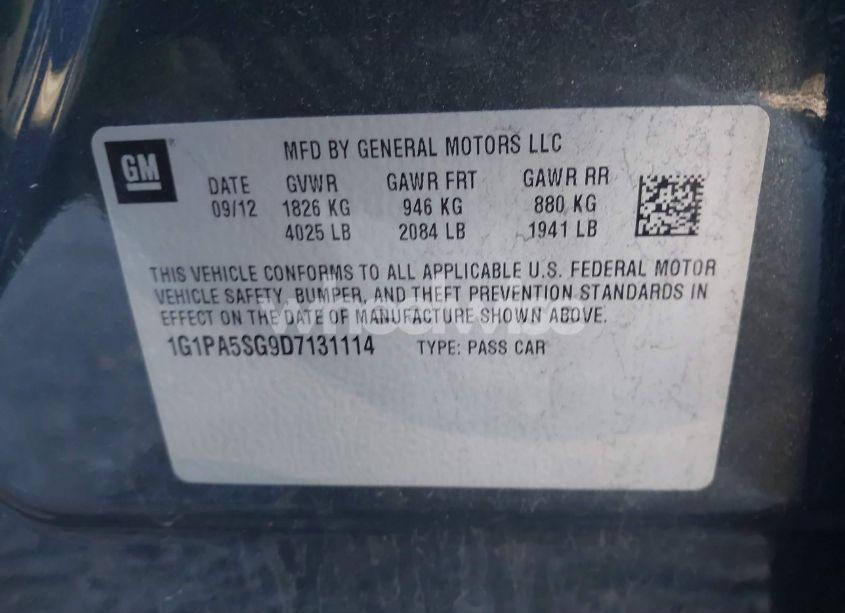 GM
MFD BY GENERAL MOTORS LLC
DATE GVWR GAWR FRT GAWR RR
09/12 1826 KG 946 KG 880 KG
4025 LB 2084 LB 1941 LB
THIS VEHICLE CONFORMS TO ALL APPLICABLE U.S. FEDERAL MOTOR
VEHICLE SAFETY, BUMPER, AND THEFT PREVENTION STANDARDS IN
EFFECT ON THE DATE OF MANUFACTURE SHOWN ABOVE.
1G1PA5SG9D7131114 TYPE: PASS CAR